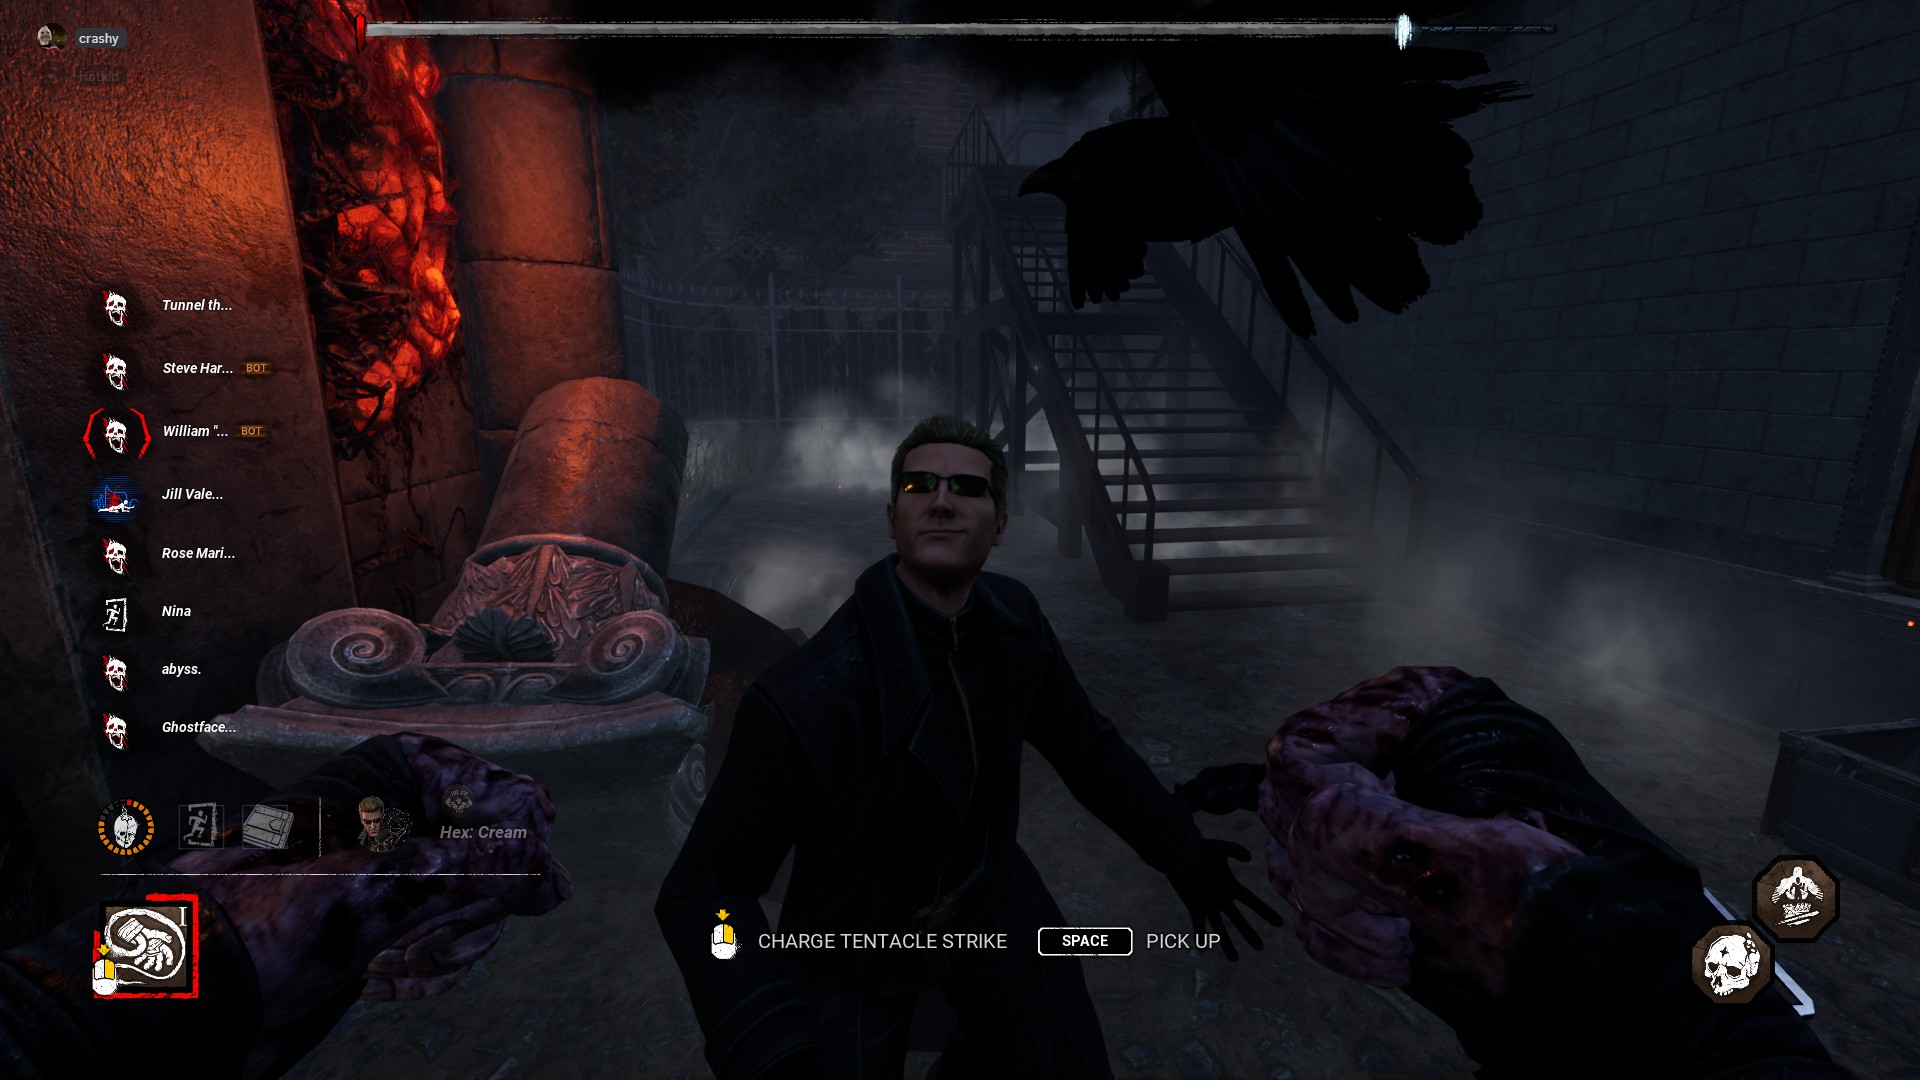 crashy
Hotkid
Tunnel th...
Steve Har... BOT
William "... BOT
Jill Vale...
Rose Mari...
Nina
abyss.
Ghostface...
Hex: Cream
I
CHARGE TENTACLE STRIKE SPACE PICK UP